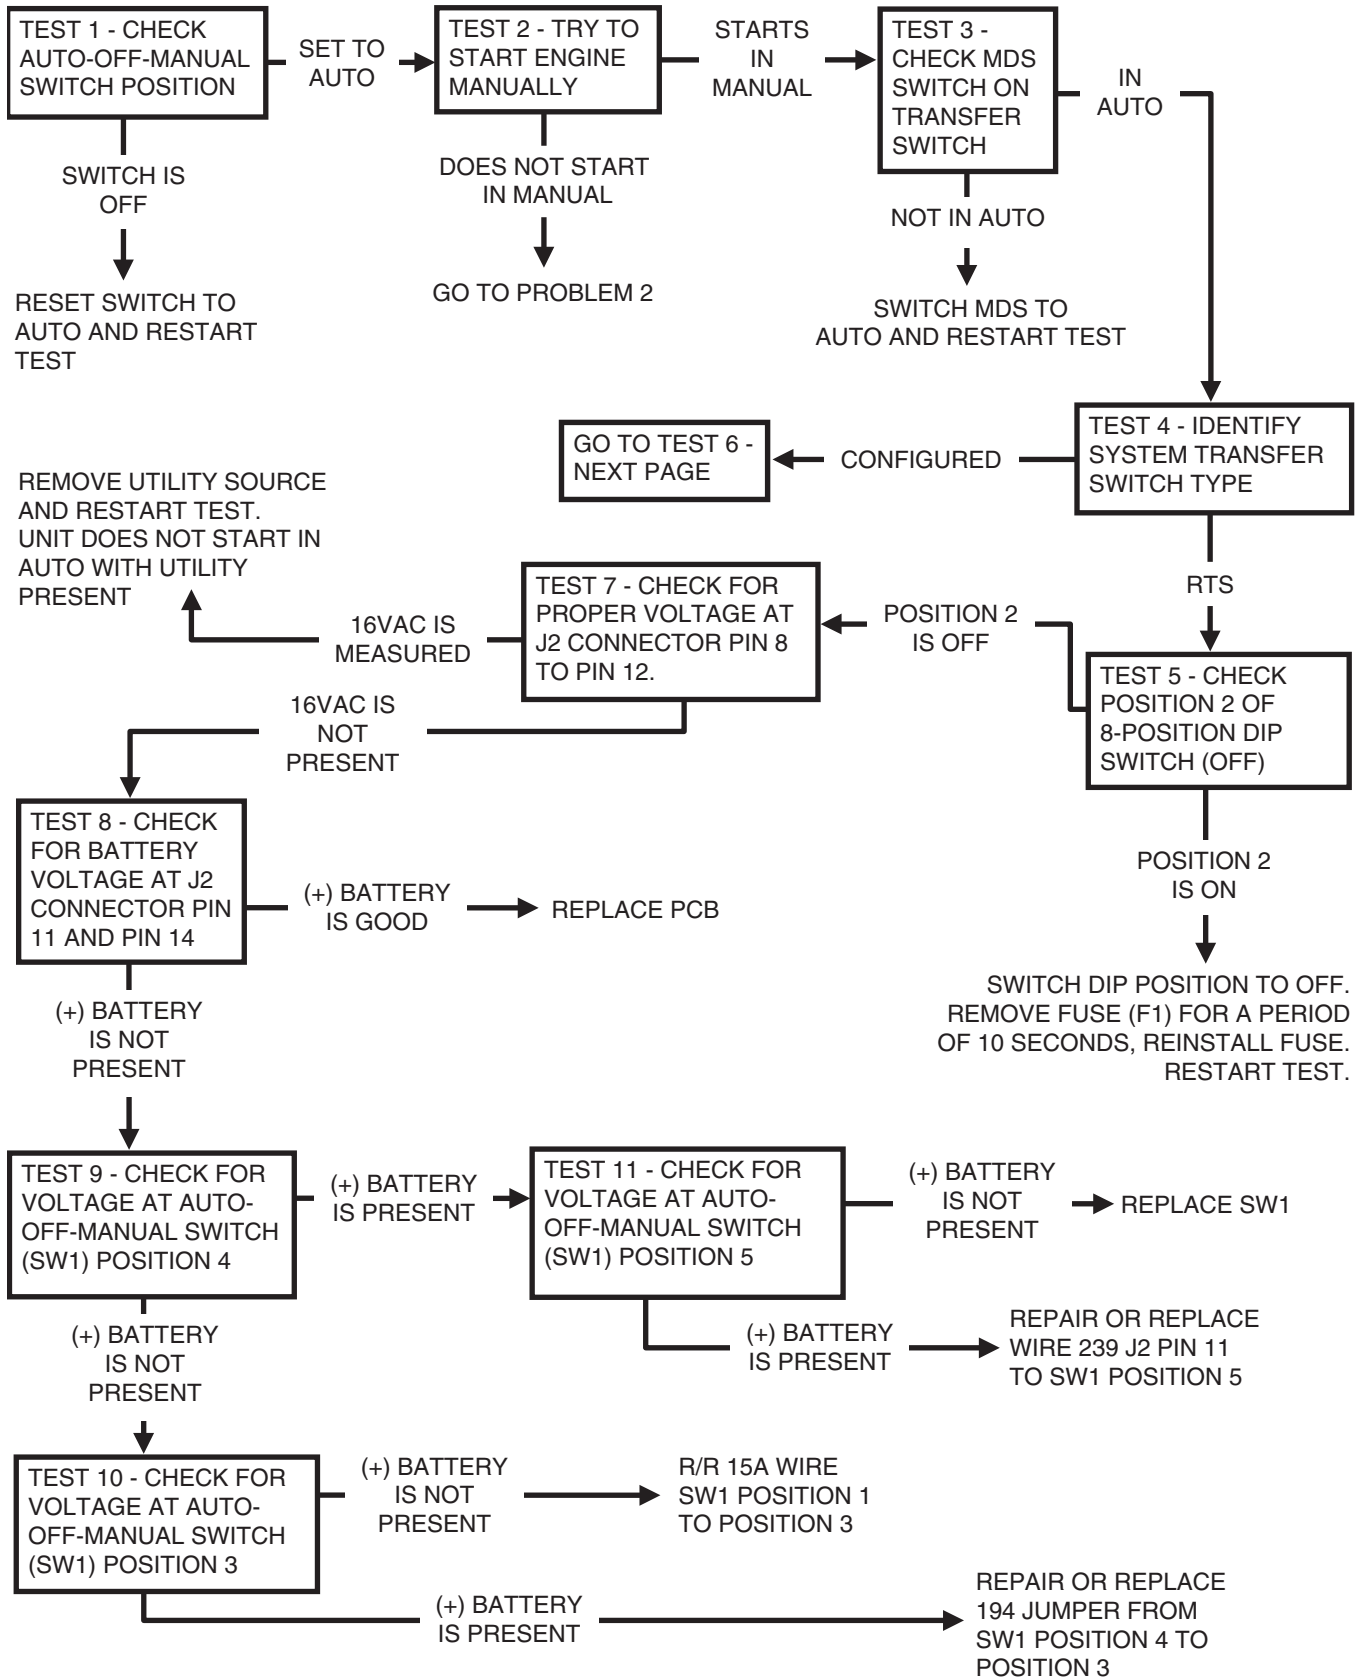 TEST 1 - CHECK
AUTO-OFF-MANUAL
SWITCH POSITION
SET TO
AUTO
TEST 2 - TRY TO
START ENGINE
MANUALLY
STARTS
IN
MANUAL
TEST 3 -
CHECK MDS
SWITCH ON
TRANSFER
SWITCH
IN
AUTO
SWITCH IS
OFF
RESET SWITCH TO
AUTO AND RESTART
TEST
DOES NOT START
IN MANUAL
GO TO PROBLEM 2
NOT IN AUTO
SWITCH MDS TO
AUTO AND RESTART TEST
TEST 4 - IDENTIFY
SYSTEM TRANSFER
SWITCH TYPE
CONFIGURED
GO TO TEST 6 -
NEXT PAGE
RTS
TEST 5 - CHECK
POSITION 2 OF
8-POSITION DIP
SWITCH (OFF)
POSITION 2
IS ON
SWITCH DIP POSITION TO OFF.
REMOVE FUSE (F1) FOR A PERIOD
OF 10 SECONDS, REINSTALL FUSE.
RESTART TEST.
POSITION 2
IS OFF
TEST 7 - CHECK FOR
PROPER VOLTAGE AT
J2 CONNECTOR PIN 8
TO PIN 12.
16VAC IS
MEASURED
REMOVE UTILITY SOURCE
AND RESTART TEST.
UNIT DOES NOT START IN
AUTO WITH UTILITY
PRESENT
16VAC IS
NOT
PRESENT
TEST 8 - CHECK
FOR BATTERY
VOLTAGE AT J2
CONNECTOR PIN
11 AND PIN 14
(+) BATTERY
IS GOOD
REPLACE PCB
(+) BATTERY
IS NOT
PRESENT
TEST 9 - CHECK FOR
VOLTAGE AT AUTO-
OFF-MANUAL SWITCH
(SW1) POSITION 4
(+) BATTERY
IS PRESENT
TEST 11 - CHECK FOR
VOLTAGE AT AUTO-
OFF-MANUAL SWITCH
(SW1) POSITION 5
(+) BATTERY
IS NOT
PRESENT
REPLACE SW1
(+) BATTERY
IS PRESENT
REPAIR OR REPLACE
WIRE 239 J2 PIN 11
TO SW1 POSITION 5
(+) BATTERY
IS NOT
PRESENT
TEST 10 - CHECK FOR
VOLTAGE AT AUTO-
OFF-MANUAL SWITCH
(SW1) POSITION 3
(+) BATTERY
IS NOT
PRESENT
R/R 15A WIRE
SW1 POSITION 1
TO POSITION 3
(+) BATTERY
IS PRESENT
REPAIR OR REPLACE
194 JUMPER FROM
SW1 POSITION 4 TO
POSITION 3